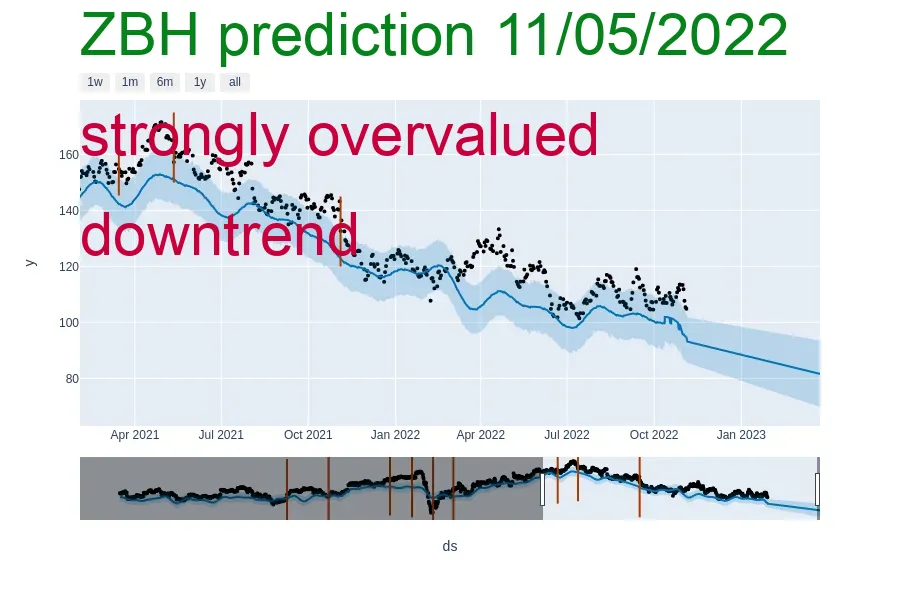 ZBH prediction 11/05/2022
1w 1m 6m 1y all
strongly overvalued
160
140
downtrend
120
y
100
80
Apr 2021 Jul 2021 Oct 2021 Jan 2022 Apr 2022 Jul 2022 Oct 2022 Jan 2023
ds